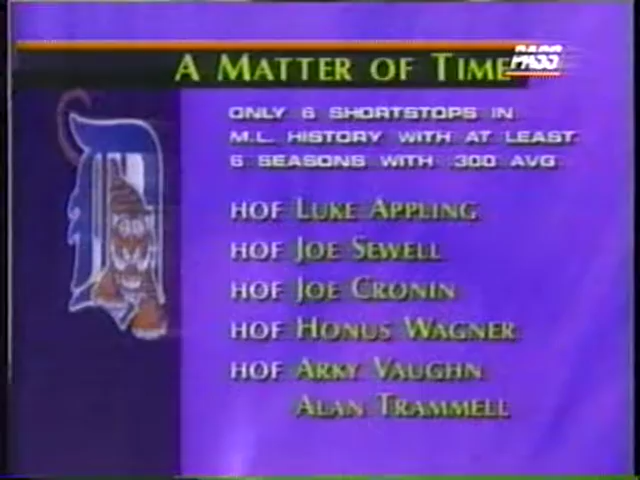 A MATTER OF TIME
PASS
ONLY 6 SHORTSTOPS IN
M.L. HISTORY WITH AT LEAST
6 SEASONS WITH .300 AVG
HOF LUKE APPLING
HOF JOE SEWELL
HOF JOE CRONIN
HOF HONUS WAGNER
HOF ARKY VAUGHN
ALAN TRAMMELL